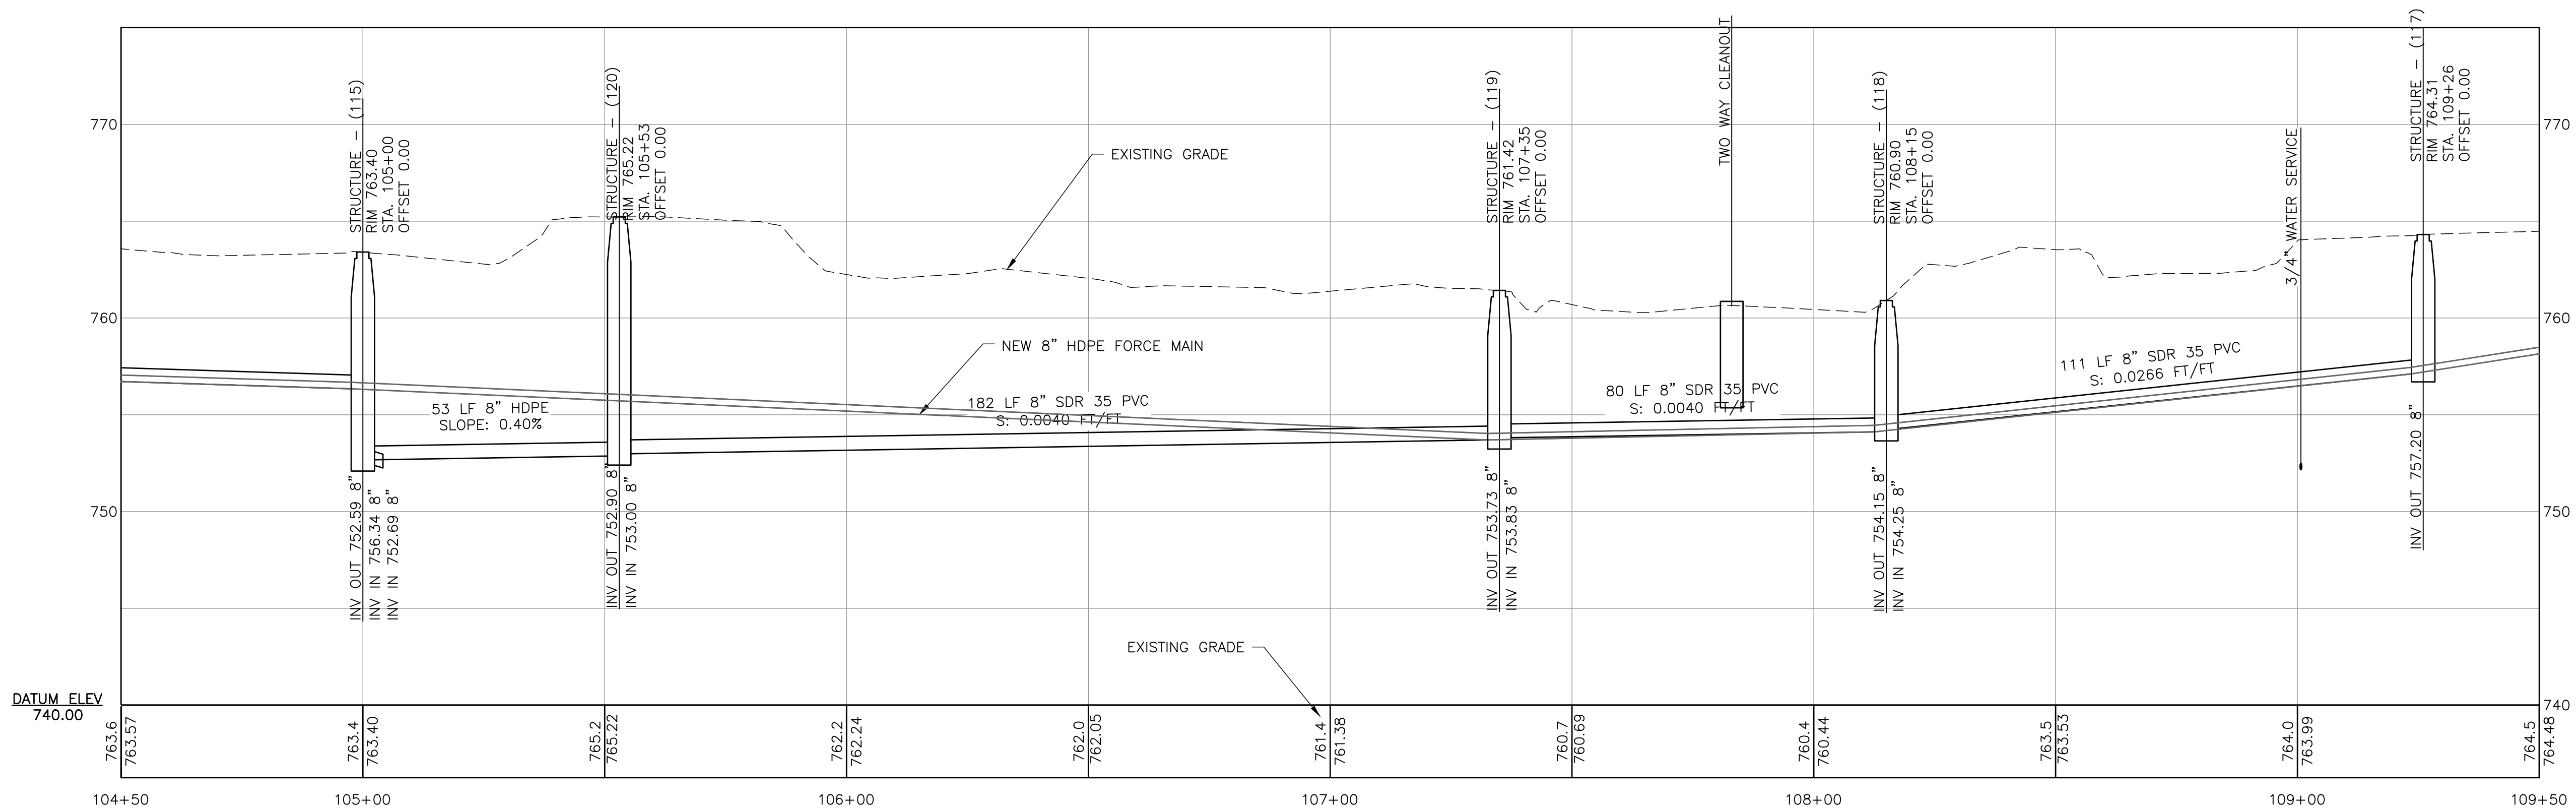 STRUCTURE - (115)
RIM 763.40
STA. 105+00
OFFSET 0.00
STRUCTURE - (120)
RIM 765.22
STA. 105+53
OFFSET 0.00
STRUCTURE - (119)
RIM 761.42
STA. 107+35
OFFSET 0.00
TWO WAY CLEANOUT
STRUCTURE - (118)
RIM 760.90
STA. 108+15
OFFSET 0.00
3/4" WATER SERVICE
STRUCTURE - (117)
RIM 764.31
STA. 109+26
OFFSET 0.00
770
770
EXISTING GRADE
760
760
NEW 8" HDPE FORCE MAIN
53 LF 8" HDPE
SLOPE: 0.40%
182 LF 8" SDR 35 PVC
S: 0.0040 FT/FT
80 LF 8" SDR 35 PVC
S: 0.0040 FT/FT
111 LF 8" SDR 35 PVC
S: 0.0266 FT/FT
750
750
INV OUT 752.59 8"
INV IN 756.34 8"
INV IN 752.69 8"
INV OUT 752.90 8"
INV IN 753.00 8"
INV OUT 753.73 8"
INV IN 753.83 8"
INV OUT 754.15 8"
INV IN 754.25 8"
INV OUT 757.20 8"
EXISTING GRADE
DATUM ELEV
740.00
740
763.6
763.57
763.4
763.40
765.2
765.22
762.2
762.24
762.0
762.05
761.4
761.38
760.7
760.69
760.4
760.44
763.5
763.53
764.0
763.99
764.5
764.48
104+50
105+00
106+00
107+00
108+00
109+00
109+50